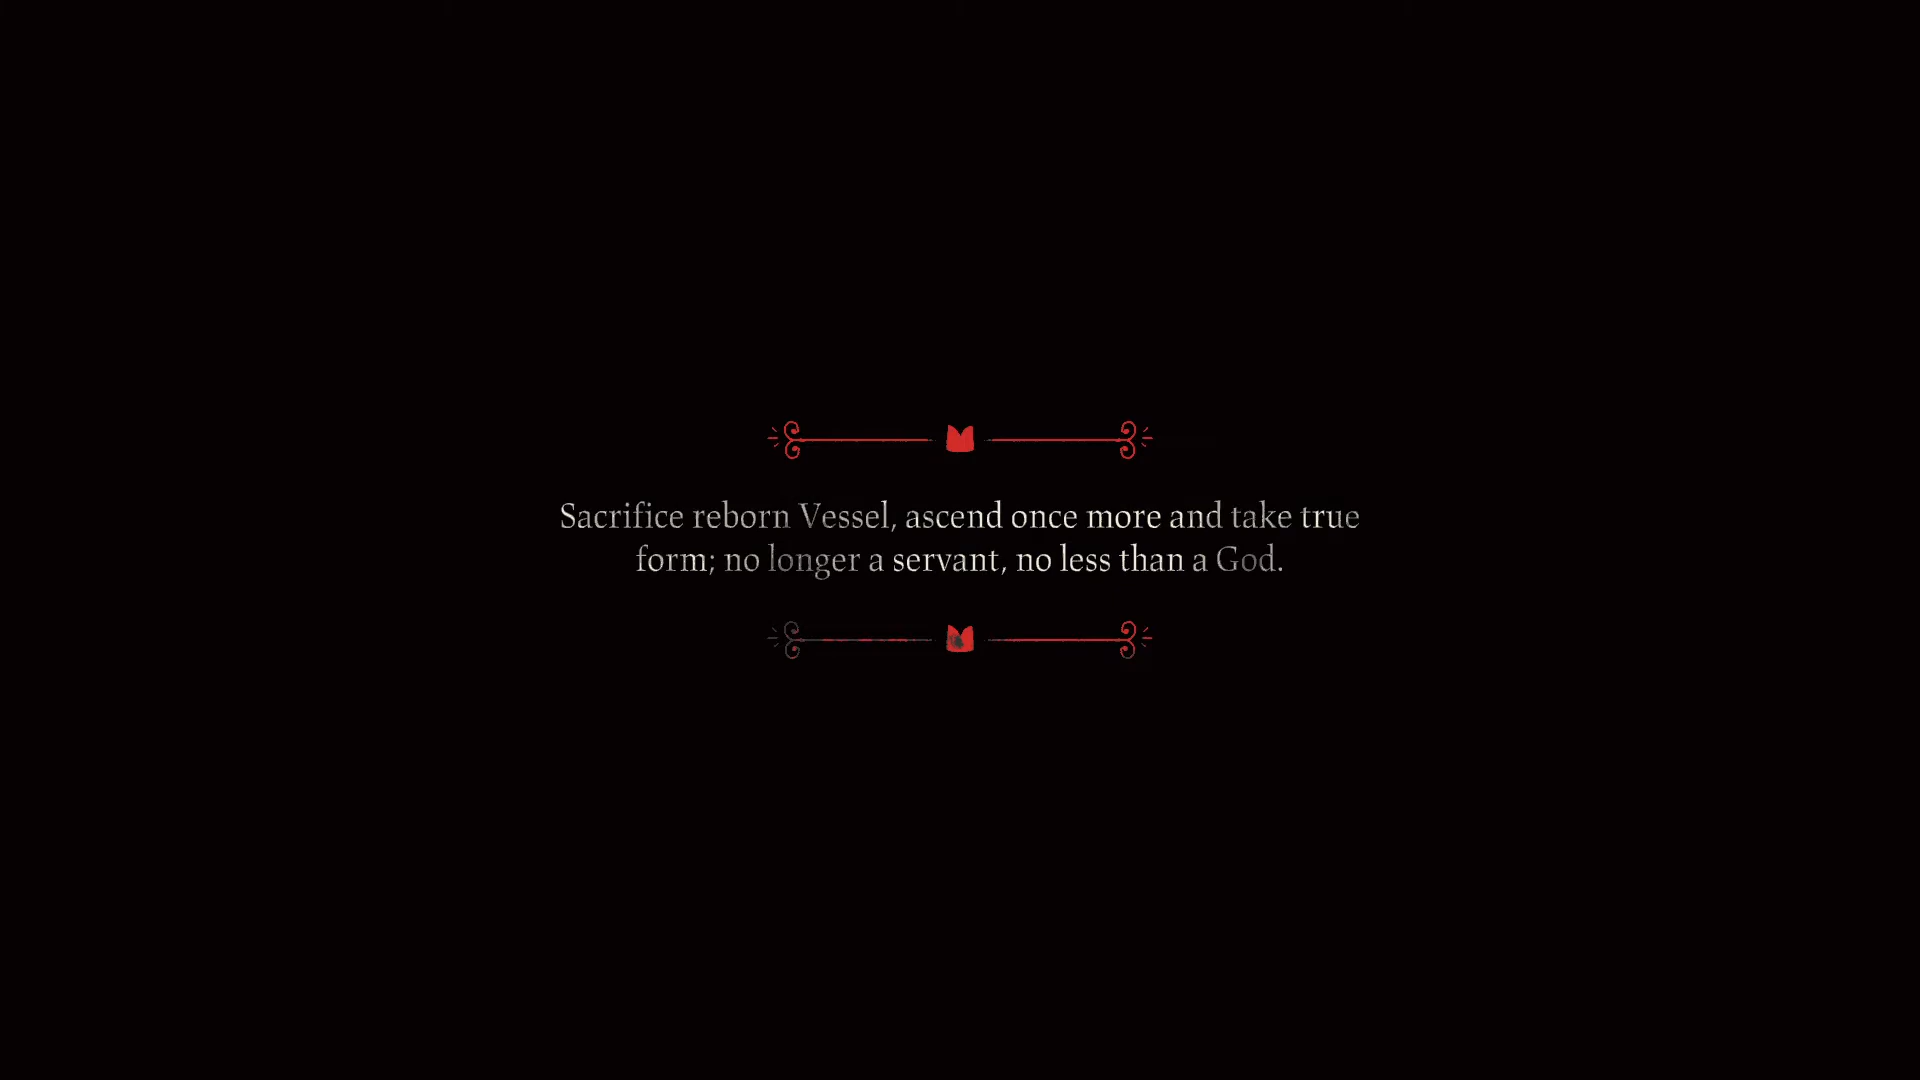 Sacrifice reborn Vessel, ascend once more and take true
form; no longer a servant, no less than a God.